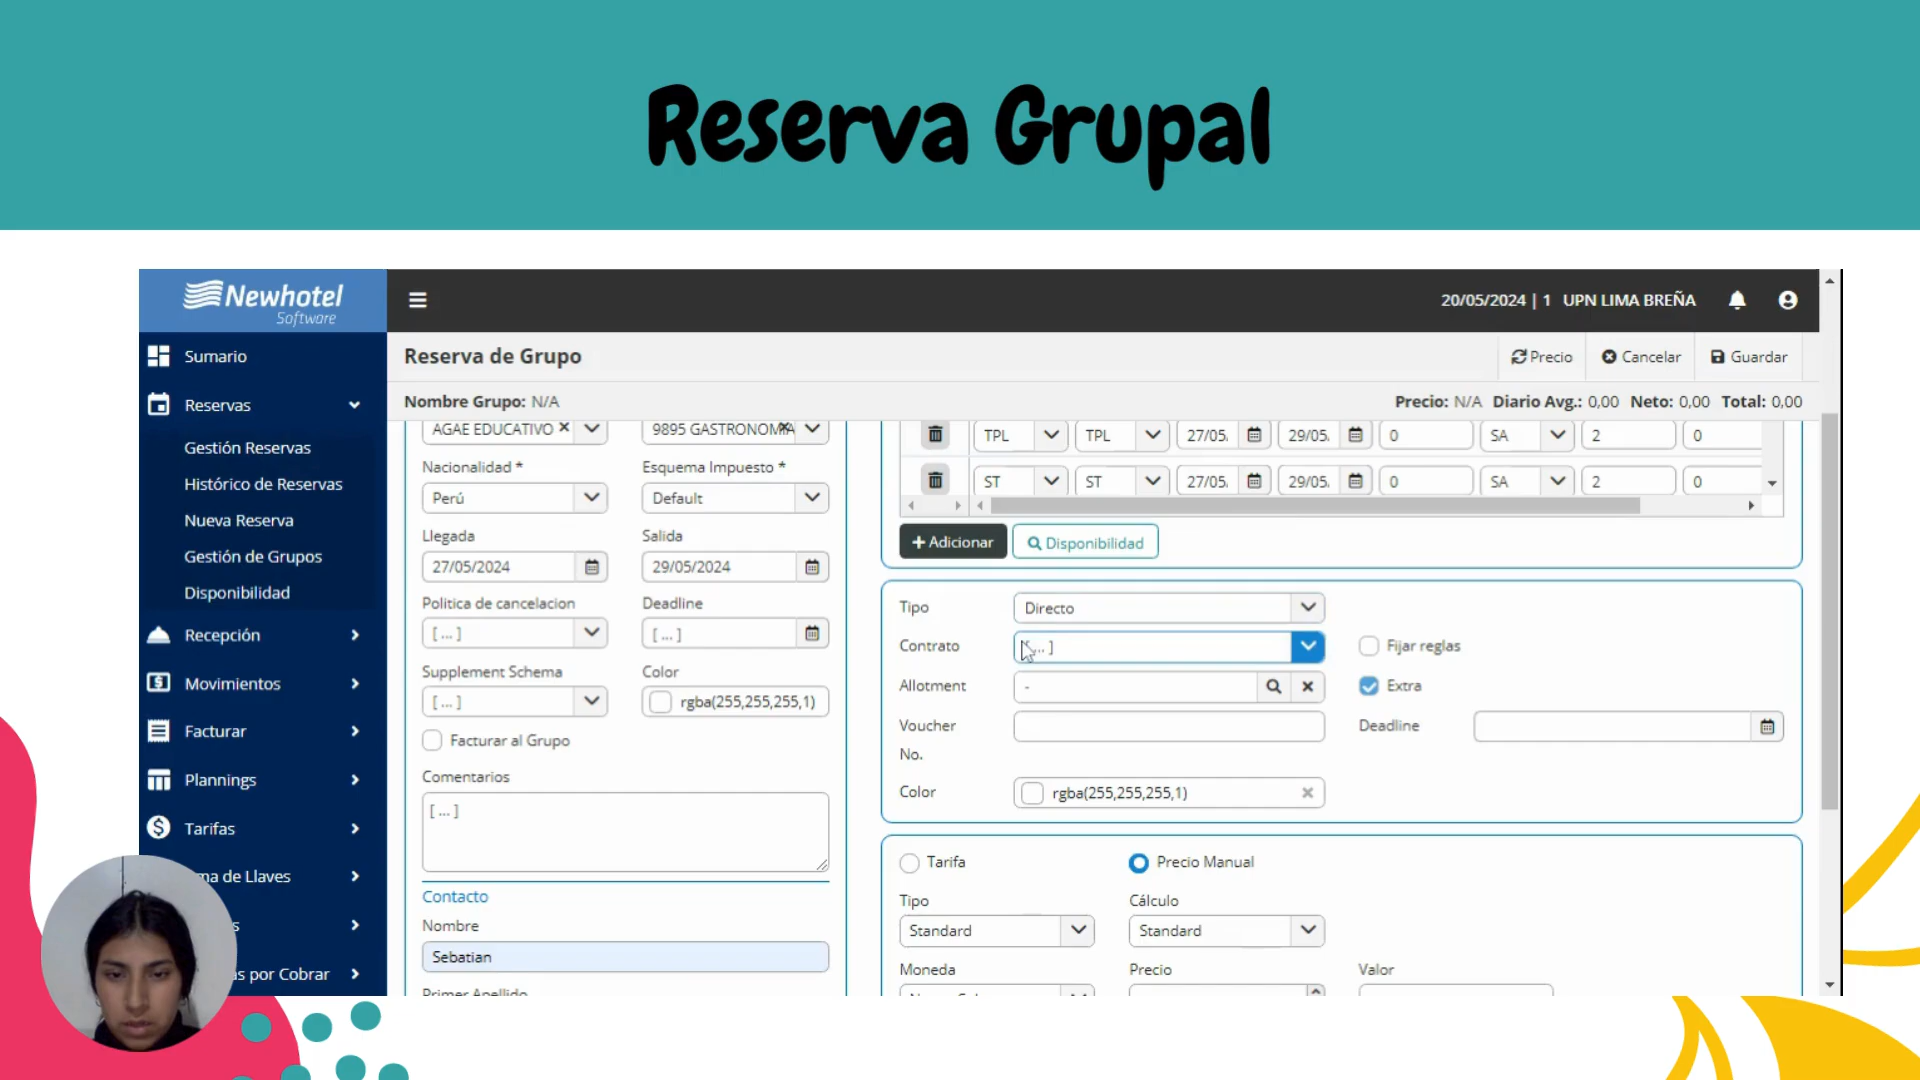 Reserva Grupal
Newhotel
Software
20/05/2024 | 1 UPN LIMA BREÑA
Sumario
Reservas
Gestión Reservas
Histórico de Reservas
Nueva Reserva
Gestión de Grupos
Disponibilidad
Recepción
Movimientos
Facturar
Plannings
Tarifas
ma de Llaves
s
s por Cobrar
Reserva de Grupo
Precio
Cancelar
Guardar
Nombre Grupo: N/A
Precio: N/A Diario Avg.: 0,00 Neto: 0,00 Total: 0,00
AGAE EDUCATIVO
9895 GASTRONOMIA
Nacionalidad *
Esquema Impuesto *
Perú
Default
Llegada
Salida
27/05/2024
29/05/2024
Politica de cancelacion
Deadline
[ ... ]
[ ... ]
Supplement Schema
Color
[ ... ]
rgba(255,255,255,1)
Facturar al Grupo
Comentarios
[ ... ]
Contacto
Nombre
Sebatian
Primer Apellido
TPL TPL 27/05. 29/05. 0 SA 2 0
ST ST 27/05. 29/05. 0 SA 2 0
+ Adicionar
Disponibilidad
Tipo
Directo
Contrato
... ]
Fijar reglas
Allotment
-
Extra
Voucher
No.
Deadline
Color
rgba(255,255,255,1)
Tarifa
Precio Manual
Tipo
Cálculo
Standard
Standard
Moneda
Precio
Valor